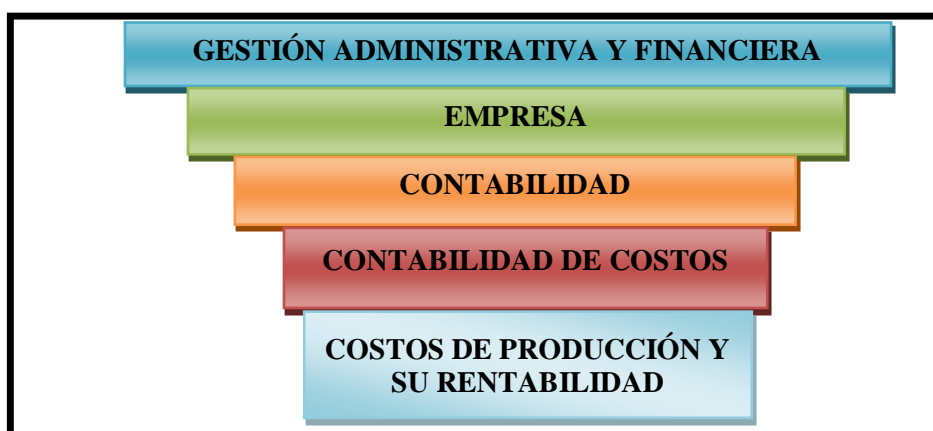 GESTIÓN ADMINISTRATIVA Y FINANCIERA
EMPRESA
CONTABILIDAD
CONTABILIDAD DE COSTOS
COSTOS DE PRODUCCIÓN Y
SU RENTABILIDAD